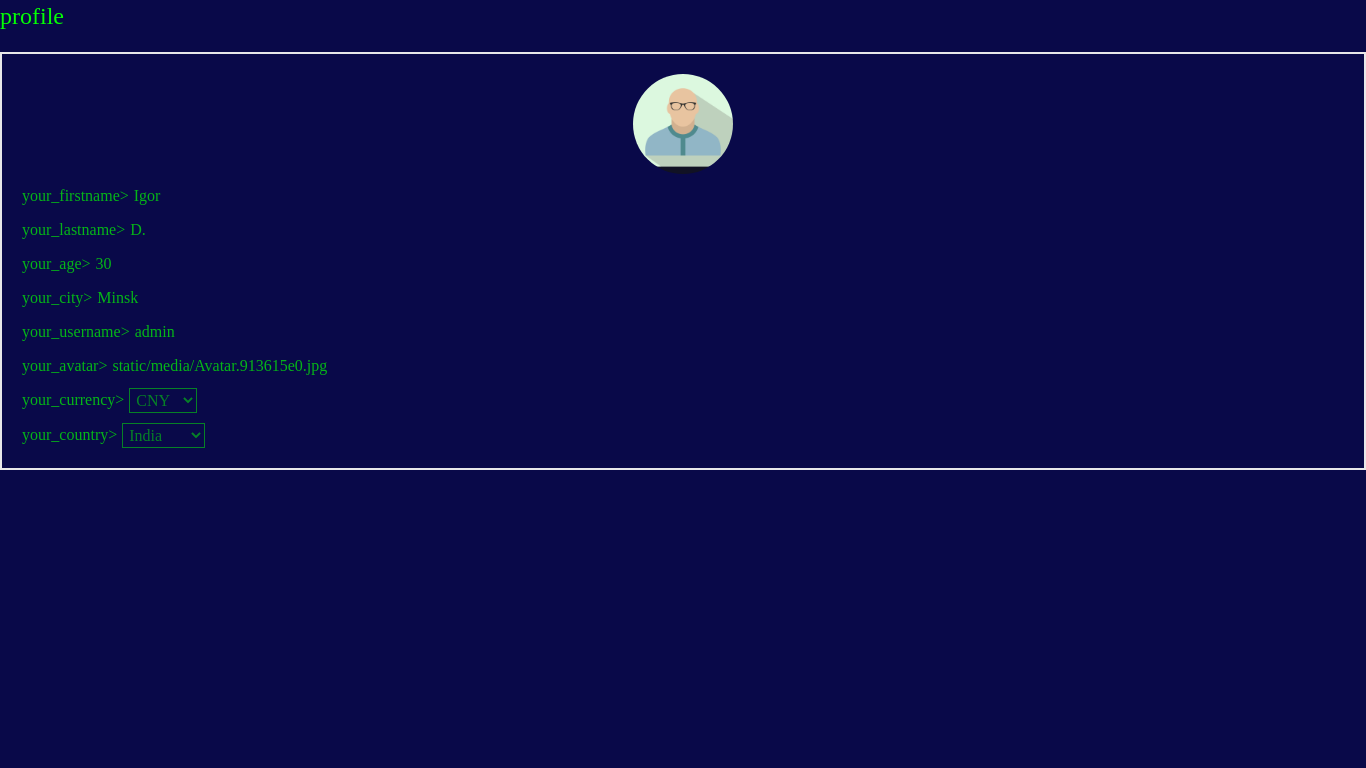 profile
your_firstname> Igor
your_lastname> D.
your_age> 30
your_city> Minsk
your_username> admin
your_avatar> static/media/Avatar.913615e0.jpg
your_currency> CNY
your_country> India